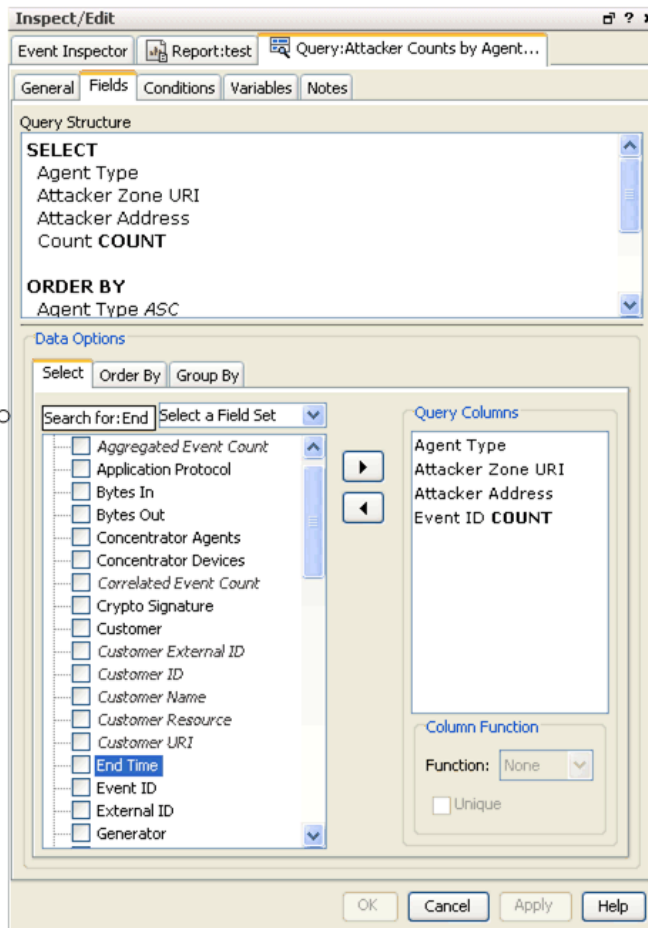 Inspect/Edit
Event Inspector Report:test Query:Attacker Counts by Agent...
General Fields Conditions Variables Notes
Query Structure
SELECT
Agent Type
Attacker Zone URI
Attacker Address
Count COUNT
ORDER BY
Agent Type ASC
Data Options
Select Order By Group By
Search for:End Select a Field Set
Aggregated Event Count
Application Protocol
Bytes In
Bytes Out
Concentrator Agents
Concentrator Devices
Correlated Event Count
Crypto Signature
Customer
Customer External ID
Customer ID
Customer Name
Customer Resource
Customer URI
End Time
Event ID
External ID
Generator
Query Columns
Agent Type
Attacker Zone URI
Attacker Address
Event ID COUNT
Column Function
Function: None
Unique
OK Cancel Apply Help